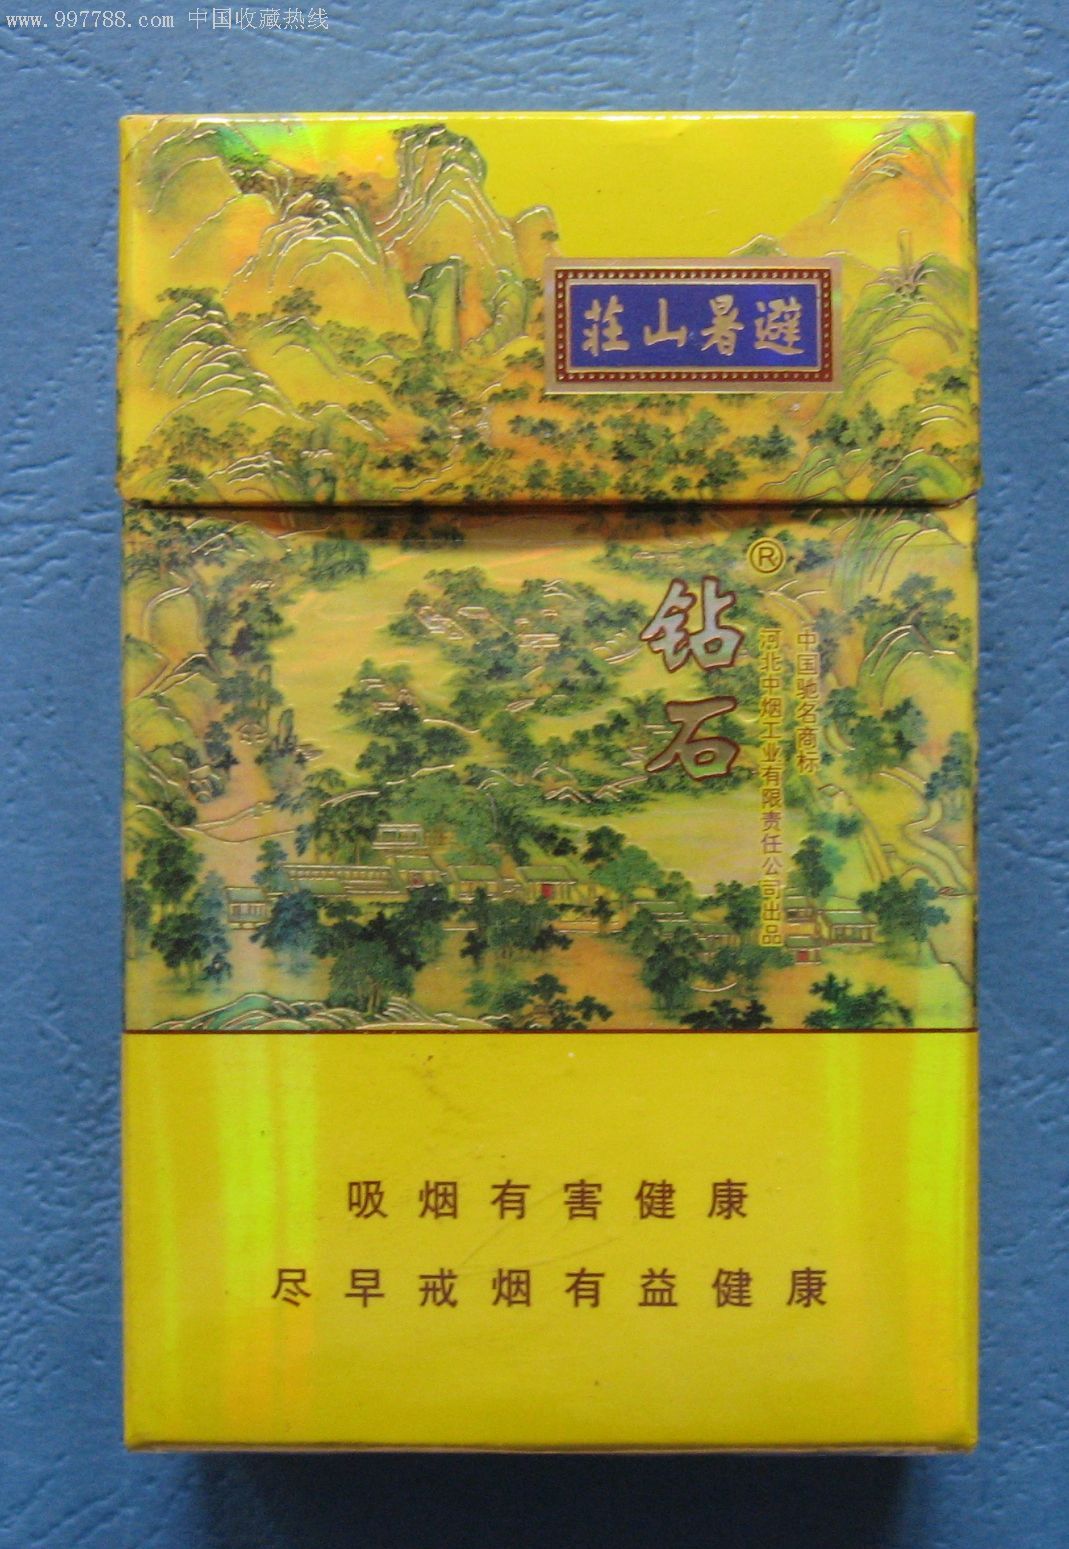 www.997788.com 中国收藏热线
避暑山莊
®
钻石
中国驰名商标
河北中烟工业有限责任公司出品
吸烟有害健康
尽早戒烟有益健康